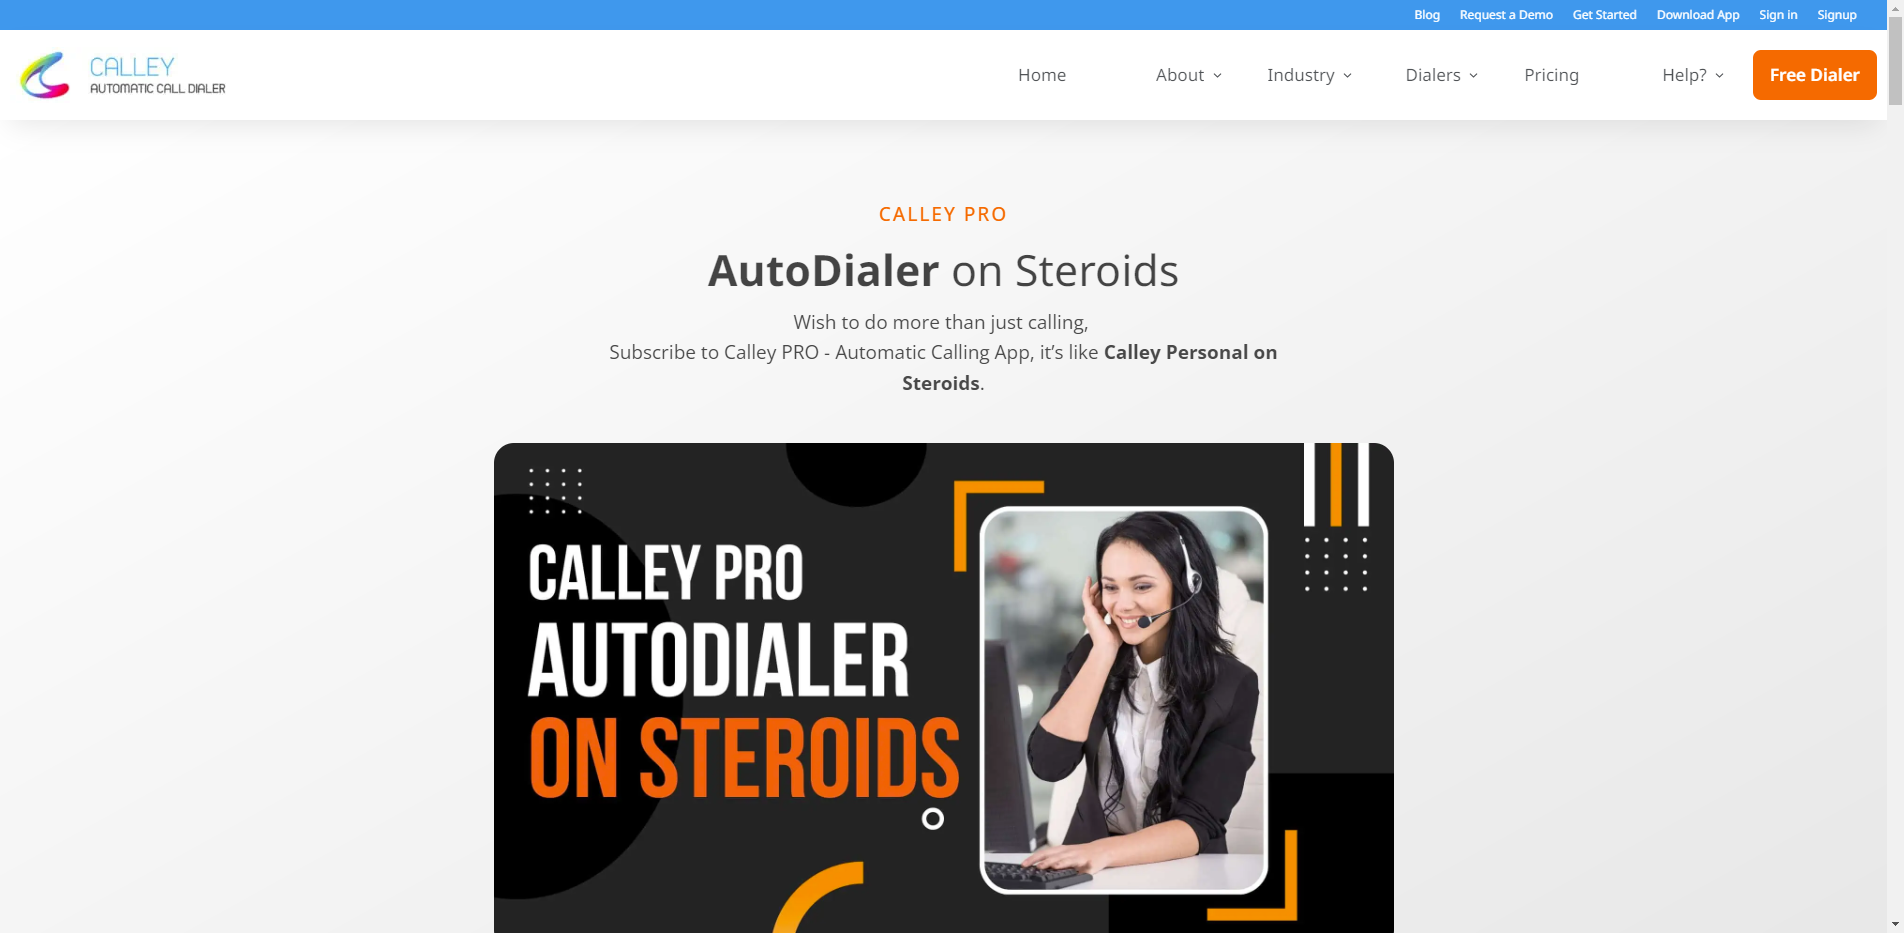 Blog Request a Demo Get Started Download App Sign in Signup
CALLEY
AUTOMATIC CALL DIALER
Home About Industry Dialers Pricing Help? Free Dialer
CALLEY PRO
AutoDialer on Steroids
Wish to do more than just calling,
Subscribe to Calley PRO - Automatic Calling App, it’s like Calley Personal on
Steroids.
CALLEY PRO
AUTODIALER
ON STEROIDS